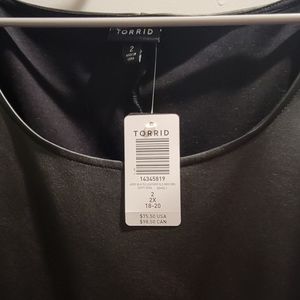 TORRID
2
TORRID
14345819
2
2X
18-20
$75.50 USA
$98.50 CAN